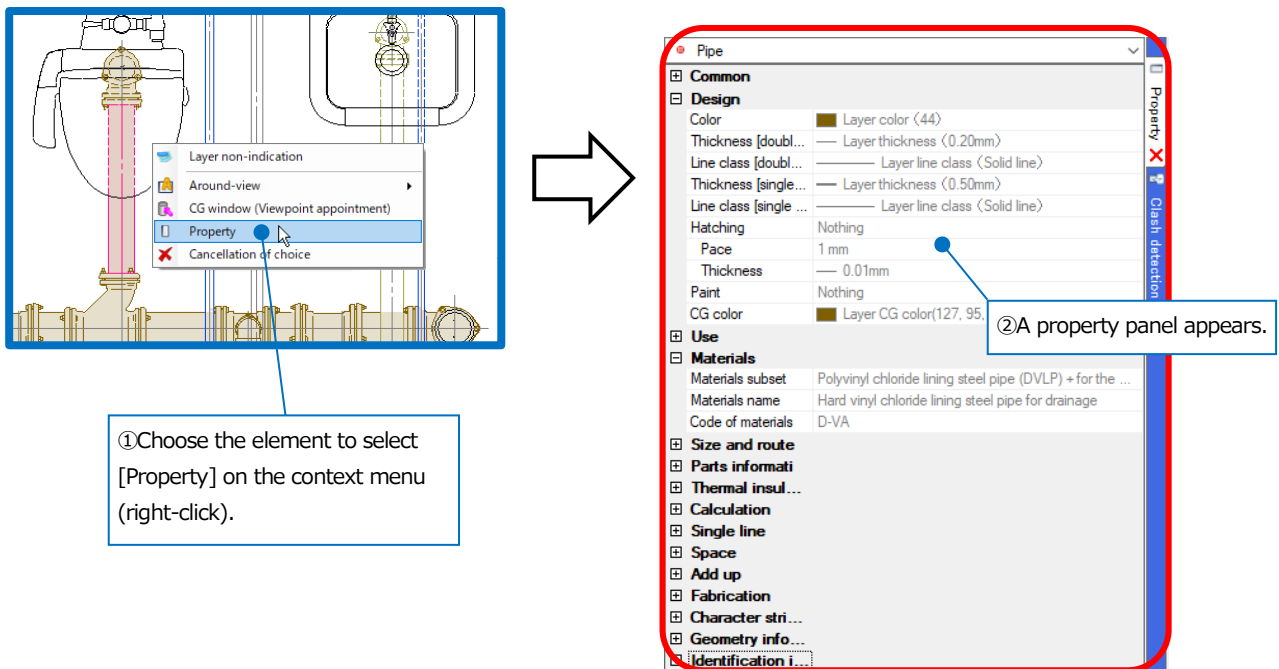 Layer non-indication
Around-view
CG window (Viewpoint appointment)
Property
Cancellation of choice
①Choose the element to select
[Property] on the context menu
(right-click).
Pipe
Common
Design
Color Layer color (44)
Thickness [doubl... Layer thickness (0.20mm)
Line class [doubl... Layer line class (Solid line)
Thickness [single... Layer thickness (0.50mm)
Line class [single ... Layer line class (Solid line)
Hatching Nothing
Pace 1 mm
Thickness 0.01mm
Paint Nothing
CG color Layer CG color(127, 95,
Use
Materials
Materials subset Polyvinyl chloride lining steel pipe (DVLP) + for the ...
Materials name Hard vinyl chloride lining steel pipe for drainage
Code of materials D-VA
Size and route
Parts informati
Thermal insul...
Calculation
Single line
Space
Add up
Fabrication
Character stri...
Geometry info...
Identification i...
Property
Clash detection
②A property panel appears.